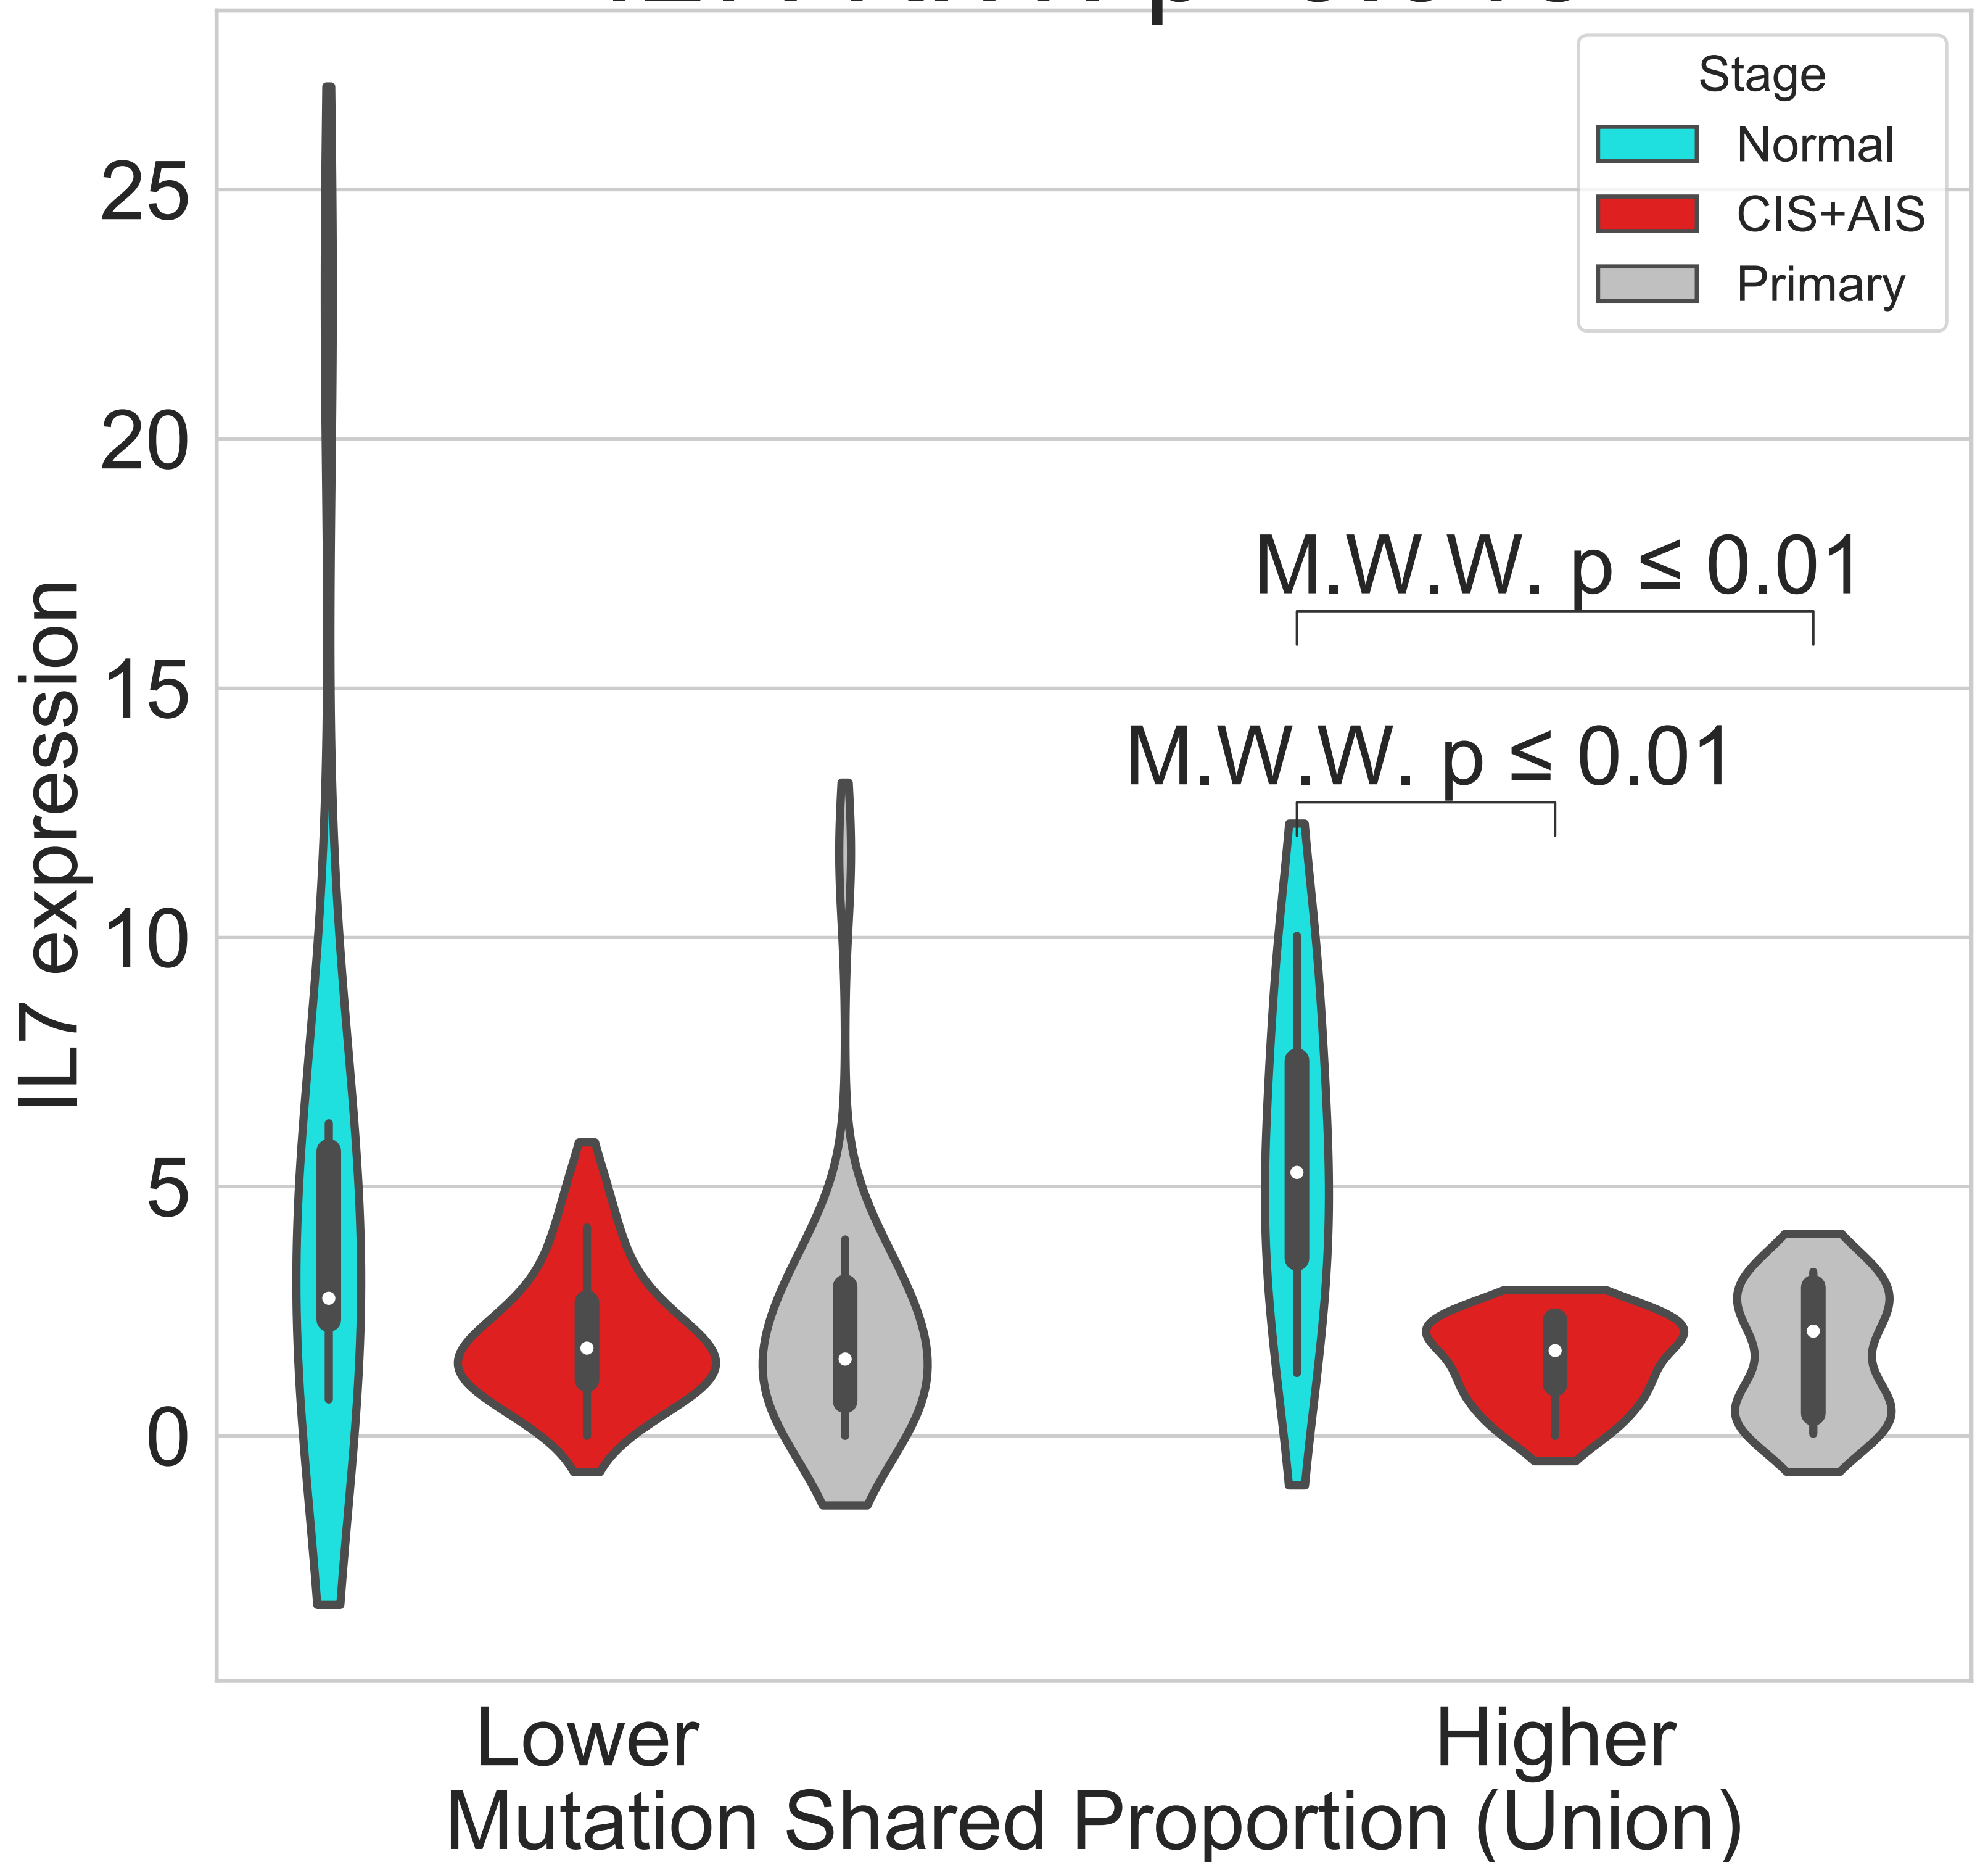 Stage
Normal
CIS+AIS
Primary
25
20
15
10
5
0
IL7 expression
M.W.W. p ≤ 0.01
M.W.W. p ≤ 0.01
Lower
Higher
Mutation Shared Proportion (Union)